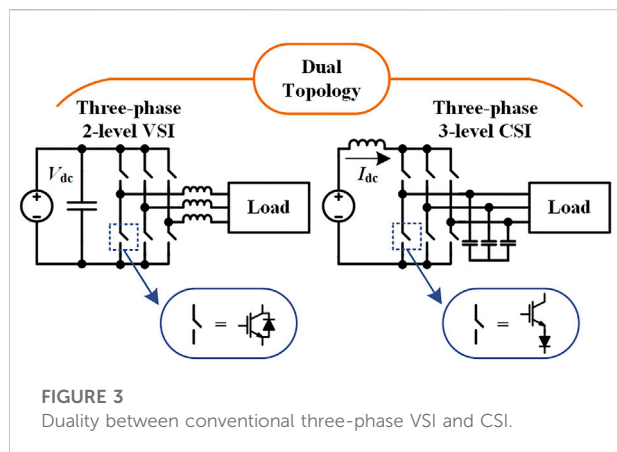 Dual
Topology
Three-phase
2-level VSI
Three-phase
3-level CSI
Vdc
Load
Idc
Load
=
=
FIGURE 3
Duality between conventional three-phase VSI and CSI.